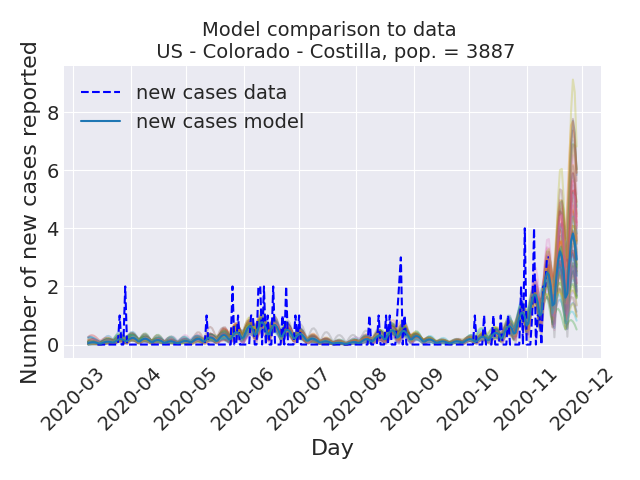 Model comparison to data
US - Colorado - Costilla, pop. = 3887
Number of new cases reported
8
6
4
2
0
new cases data
new cases model
2020-03
2020-04
2020-05
2020-06
2020-07
2020-08
2020-09
2020-10
2020-11
2020-12
Day